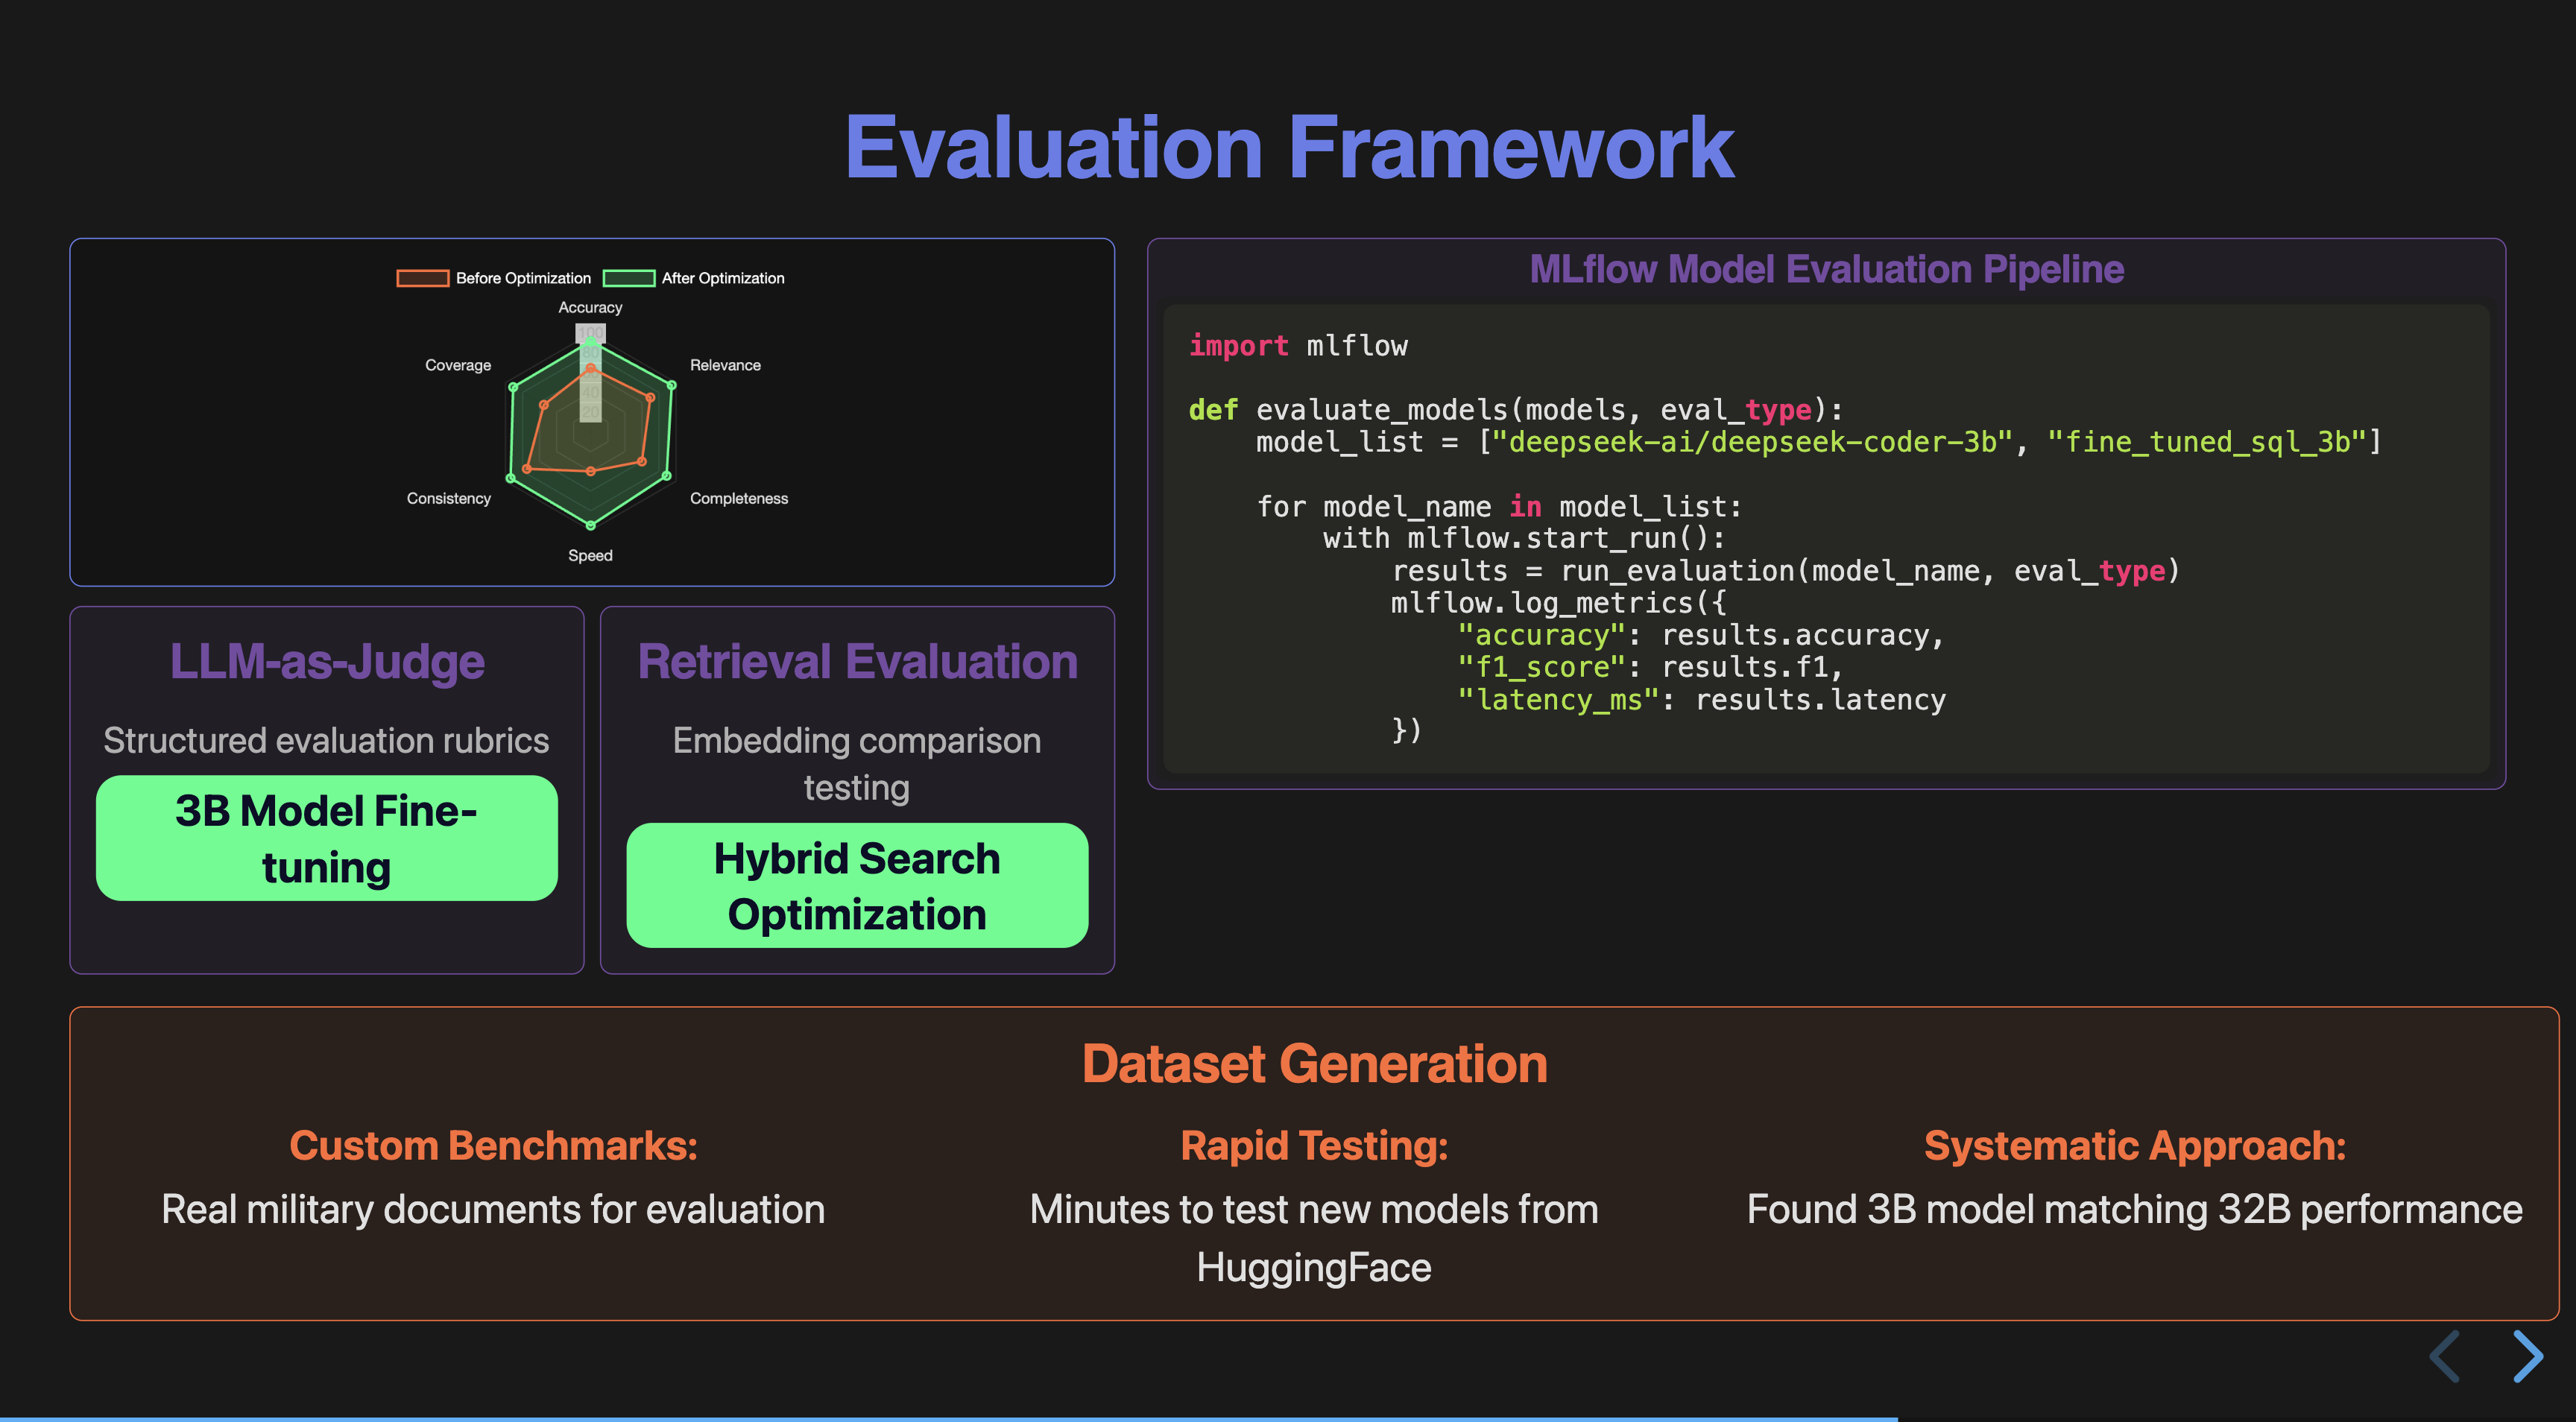 Evaluation Framework
Before Optimization
After Optimization
Accuracy
Relevance
Completeness
Speed
Consistency
Coverage
100
80
40
20
LLM-as-Judge
Structured evaluation rubrics
3B Model Fine-
tuning
Retrieval Evaluation
Embedding comparison
testing
Hybrid Search
Optimization
MLflow Model Evaluation Pipeline
import mlflow
def evaluate_models(models, eval_type):
    model_list = ["deepseek-ai/deepseek-coder-3b", "fine_tuned_sql_3b"]
    for model_name in model_list:
        with mlflow.start_run():
            results = run_evaluation(model_name, eval_type)
            mlflow.log_metrics({
                "accuracy": results.accuracy,
                "f1_score": results.f1,
                "latency_ms": results.latency
            })
Dataset Generation
Custom Benchmarks:
Real military documents for evaluation
Rapid Testing:
Minutes to test new models from
HuggingFace
Systematic Approach:
Found 3B model matching 32B performance